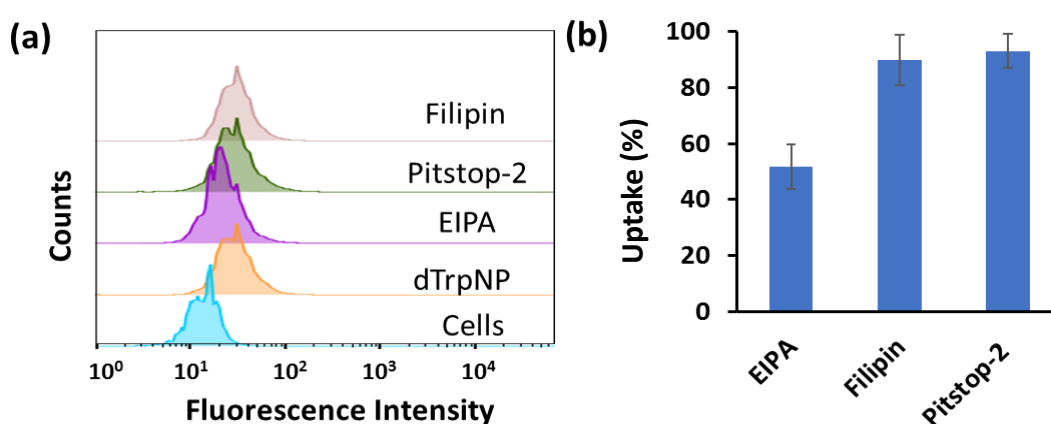 (a)
Counts
Filipin
Pitstop-2
EIPA
dTrpNP
Cells
10⁰ 10¹ 10² 10³ 10⁴
Fluorescence Intensity
(b)
Uptake (%)
100
80
60
40
20
0
EIPA
Filipin
Pitstop-2